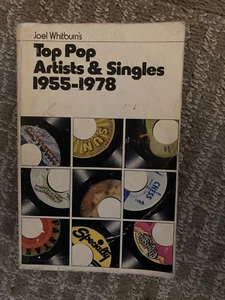 Joel Whitburn's
Top Pop
Artists & Singles
1955-1978
SUN
CHESS
Specialty